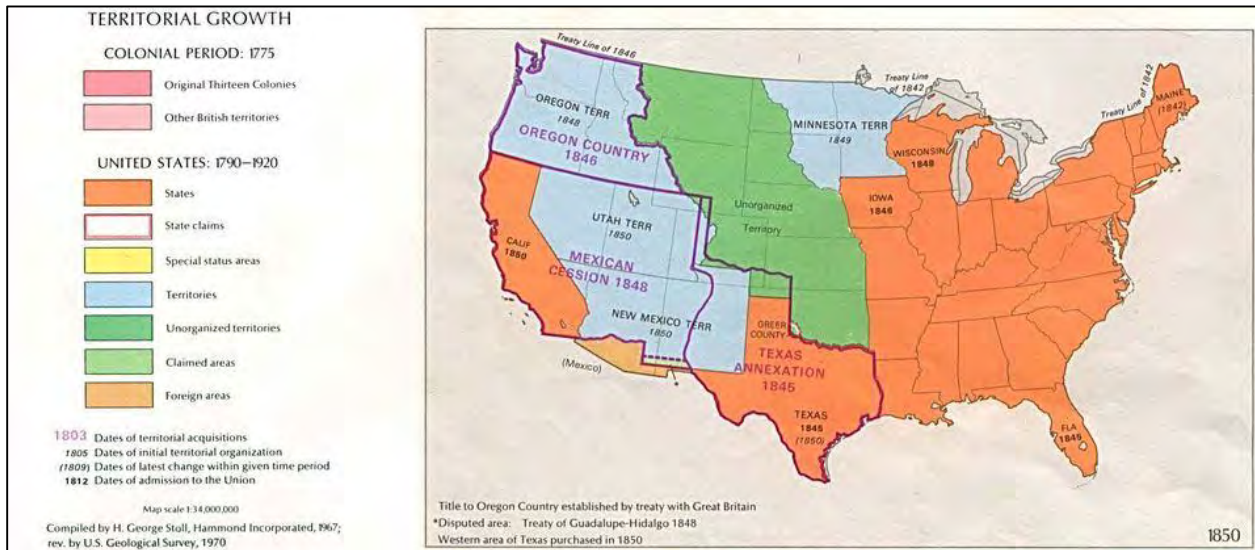 TERRITORIAL GROWTH
COLONIAL PERIOD: 1775
Original Thirteen Colonies
Other British territories
UNITED STATES: 1790–1920
States
State claims
Special status areas
Territories
Unorganized territories
Claimed areas
Foreign areas
1803 Dates of territorial acquisitions
1805 Dates of initial territorial organization
(1809) Dates of latest change within given time period
1812 Dates of admission to the Union
Map scale 1:34,000,000
Compiled by H. George Stoll, Hammond Incorporated, 1967;
rev. by U.S. Geological Survey, 1970
Treaty Line of 1846
OREGON TERR
1848
OREGON COUNTRY
1846
Treaty Line
of 1842
MINNESOTA TERR
1849
Treaty Line of 1842
MAINE
(1842)
WISCONSIN
1848
IOWA
1846
Unorganized
Territory
UTAH TERR
1850
CALIF
1850
MEXICAN
CESSION 1848
NEW MEXICO TERR
1850
GREER
COUNTY
TEXAS
ANNEXATION
1845
(Mexico)
*
TEXAS
1845
(1850)
FLA
1845
Title to Oregon Country established by treaty with Great Britain
*Disputed area: Treaty of Guadalupe-Hidalgo 1848
Western area of Texas purchased in 1850
1850